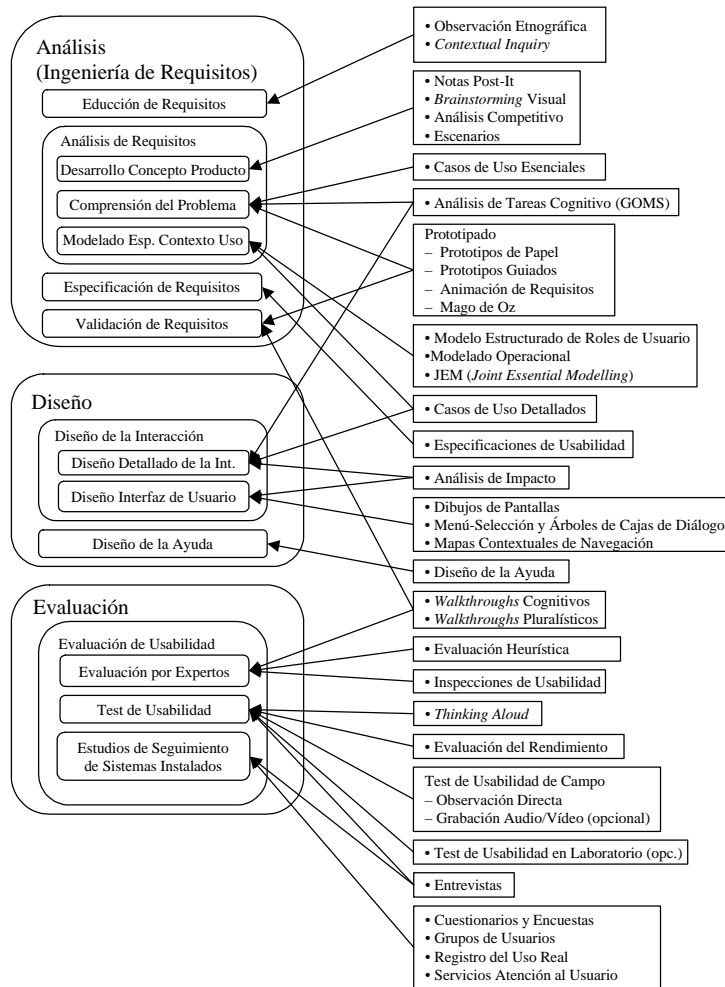 Análisis
(Ingeniería de Requisitos)
Educción de Requisitos
Análisis de Requisitos
Desarrollo Concepto Producto
Comprensión del Problema
Modelado Esp. Contexto Uso
Especificación de Requisitos
Validación de Requisitos
Diseño
Diseño de la Interacción
Diseño Detallado de la Int.
Diseño Interfaz de Usuario
Diseño de la Ayuda
Evaluación
Evaluación de Usabilidad
Evaluación por Expertos
Test de Usabilidad
Estudios de Seguimiento
de Sistemas Instalados
• Observación Etnográfica
• Contextual Inquiry
• Notas Post-It
• Brainstorming Visual
• Análisis Competitivo
• Escenarios
• Casos de Uso Esenciales
• Análisis de Tareas Cognitivo (GOMS)
Prototipado
– Prototipos de Papel
– Prototipos Guiados
– Animación de Requisitos
– Mago de Oz
• Modelo Estructurado de Roles de Usuario
•Modelado Operacional
• JEM (Joint Essential Modelling)
• Casos de Uso Detallados
• Especificaciones de Usabilidad
• Análisis de Impacto
• Dibujos de Pantallas
• Menú-Selección y Árboles de Cajas de Diálogo
• Mapas Contextuales de Navegación
• Diseño de la Ayuda
• Walkthroughs Cognitivos
• Walkthroughs Pluralísticos
• Evaluación Heurística
• Inspecciones de Usabilidad
• Thinking Aloud
• Evaluación del Rendimiento
Test de Usabilidad de Campo
– Observación Directa
– Grabación Audio/Vídeo (opcional)
• Test de Usabilidad en Laboratorio (opc.)
• Entrevistas
• Cuestionarios y Encuestas
• Grupos de Usuarios
• Registro del Uso Real
• Servicios Atención al Usuario